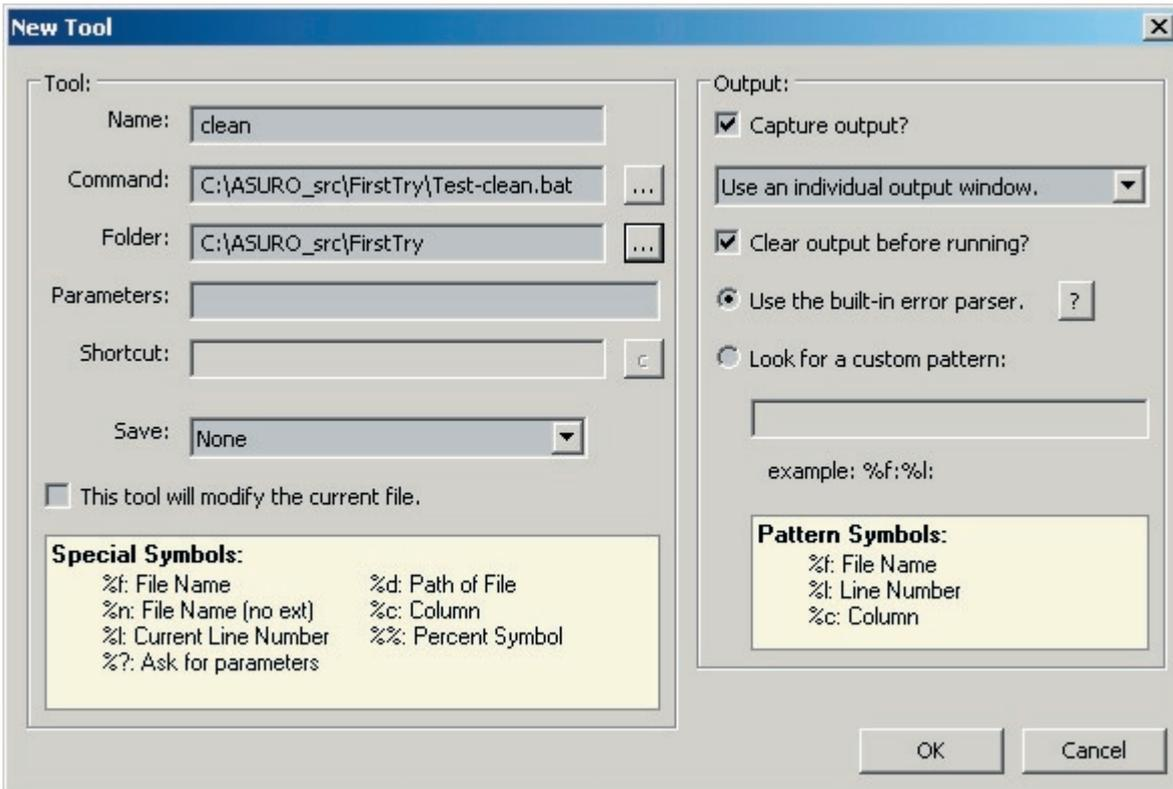 New Tool
Tool:
Name: clean
Command: C:\ASURO_src\FirstTry\Test-clean.bat ...
Folder: C:\ASURO_src\FirstTry ...
Parameters:
Shortcut: c
Save: None
This tool will modify the current file.
Special Symbols:
%f: File Name %d: Path of File
%n: File Name (no ext) %c: Column
%l: Current Line Number %%: Percent Symbol
%?: Ask for parameters
Output:
Capture output?
Use an individual output window.
Clear output before running?
Use the built-in error parser. ?
Look for a custom pattern:
example: %f:%l:
Pattern Symbols:
%f: File Name
%l: Line Number
%c: Column
OK Cancel